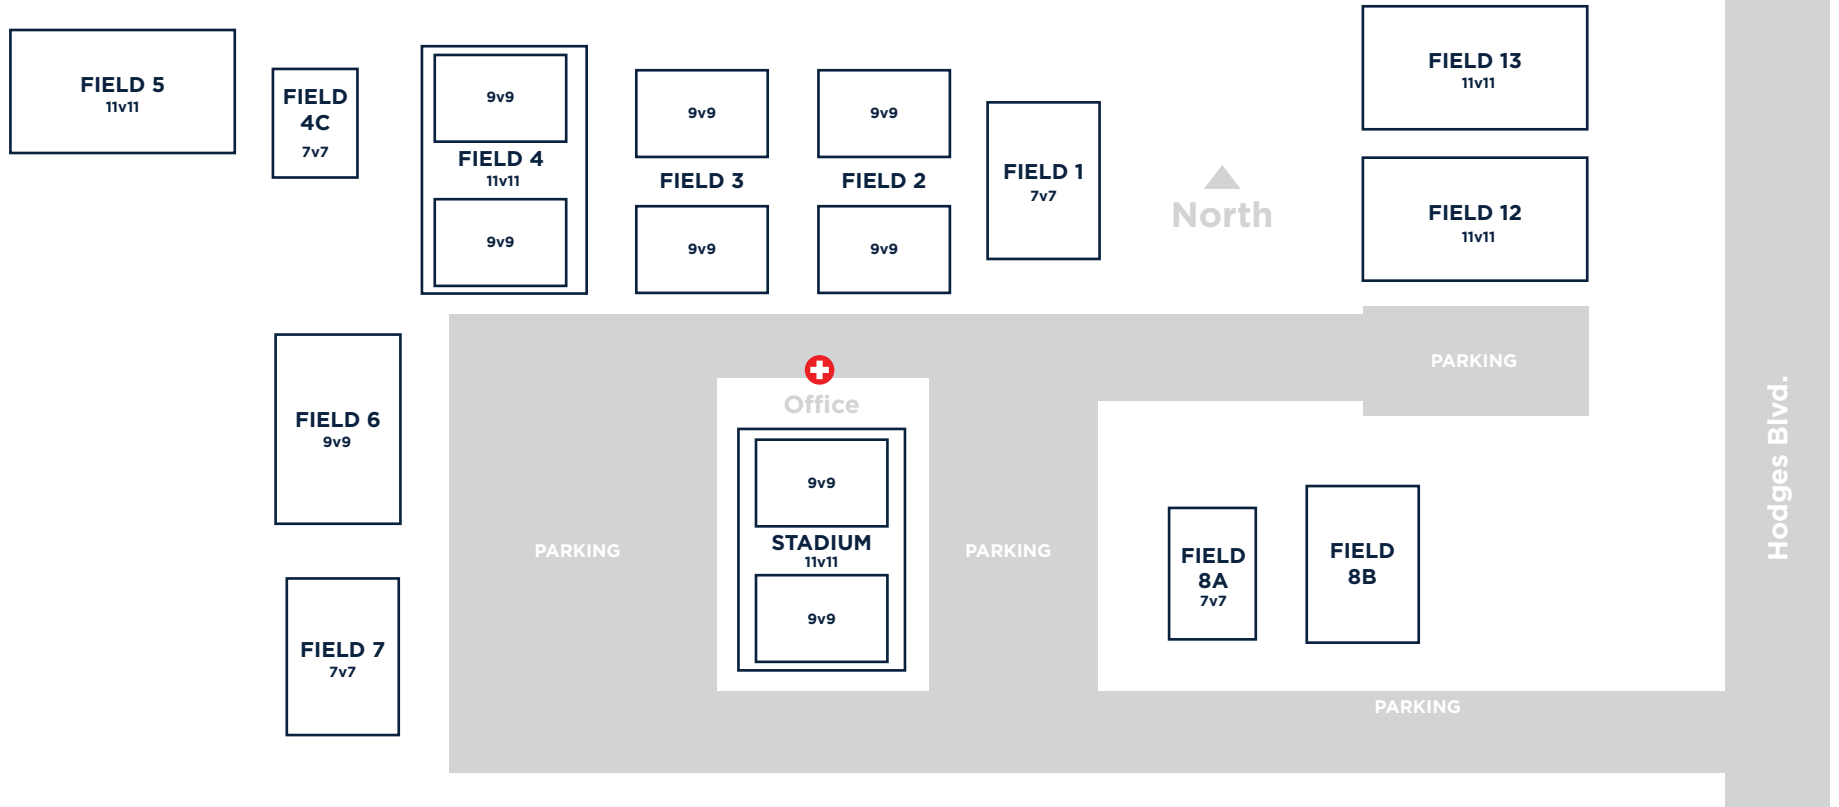 FIELD 5
11v11
FIELD
4C
7v7
9v9
FIELD 4
11v11
9v9
9v9
FIELD 3
9v9
9v9
FIELD 2
9v9
FIELD 1
7v7
North
FIELD 13
11v11
FIELD 12
11v11
PARKING
Hodges Blvd.
FIELD 6
9v9
FIELD 7
7v7
PARKING
Office
9v9
STADIUM
11v11
9v9
PARKING
FIELD
8A
7v7
FIELD
8B
PARKING